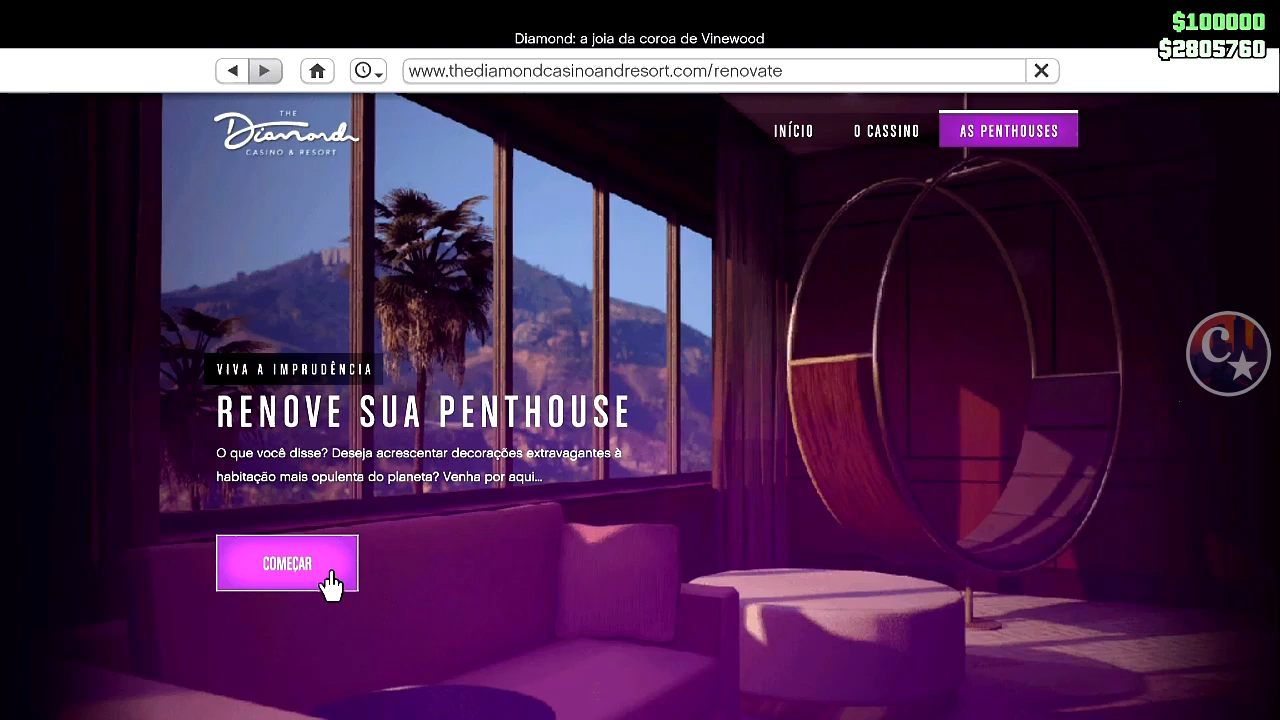 $100000
Diamond: a joia da coroa de Vinewood
$2805760
www.thediamondcasinoandresort.com/renovate
THE
Diamond
CASINO & RESORT
INÍCIO
O CASSINO
AS PENTHOUSES
C
VIVA A IMPRUDÊNCIA
RENOVE SUA PENTHOUSE
O que você disse? Deseja acrescentar decorações extravagantes à
habitação mais opulenta do planeta? Venha por aqui...
COMEÇAR